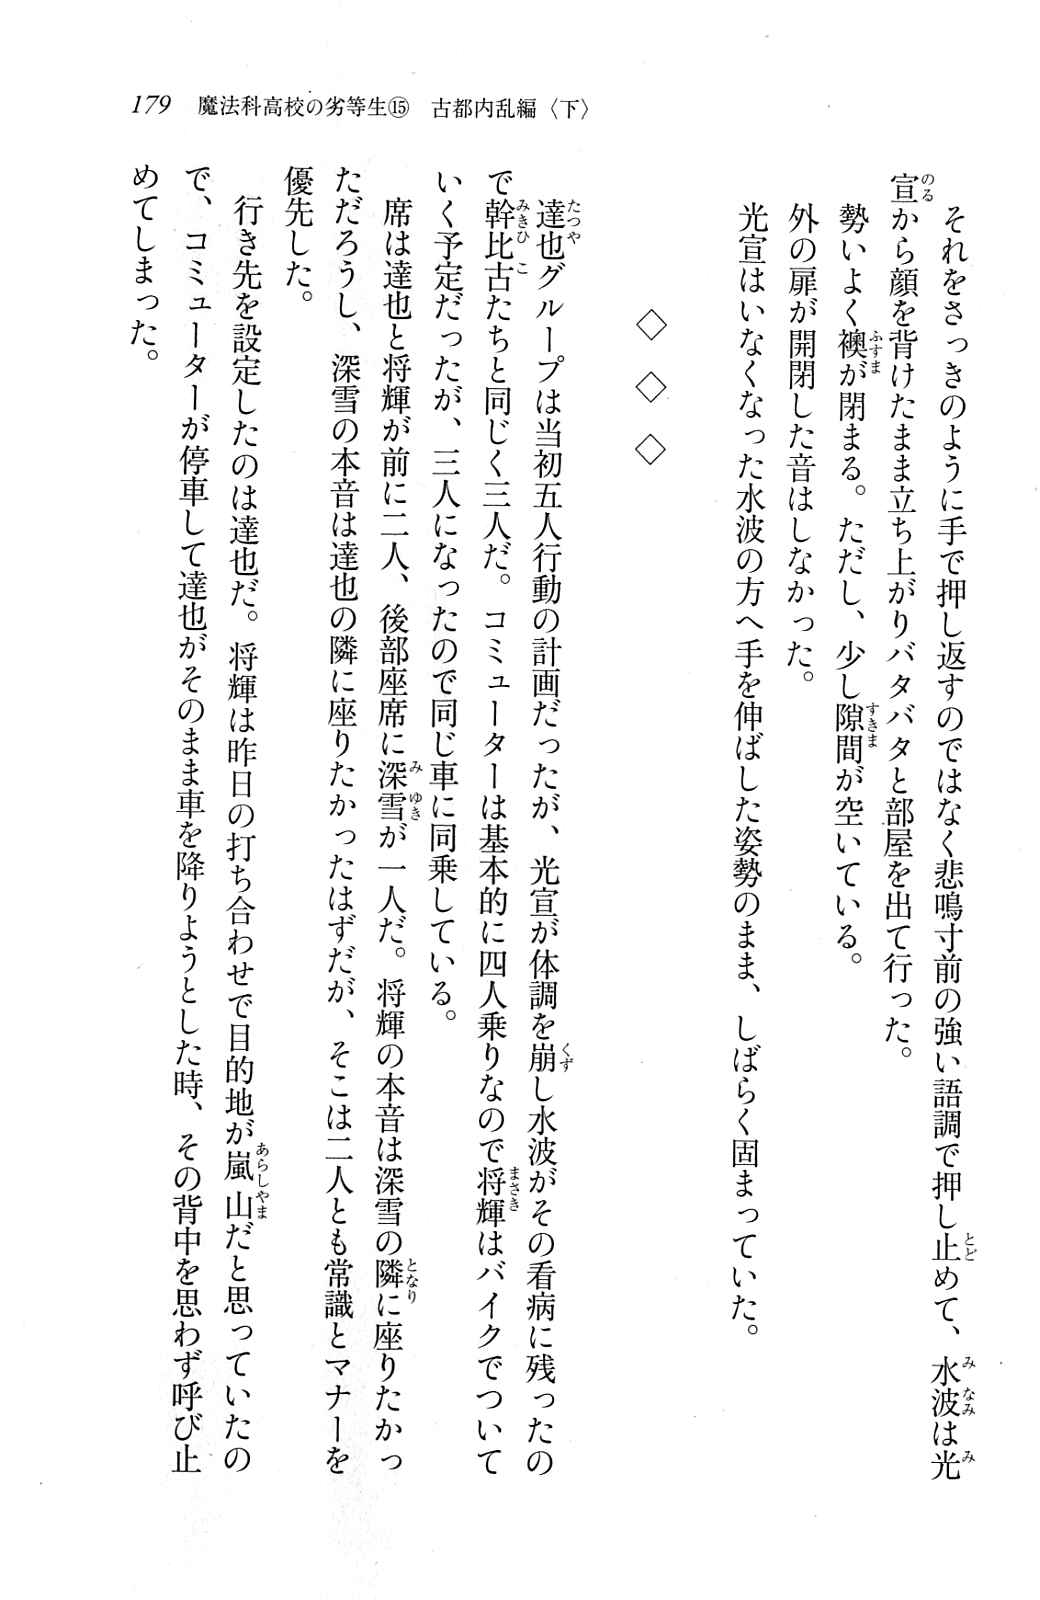 179 魔法科高校の劣等生⑮ 古都内乱編〈下〉
それをさっきのように手で押し返すのではなく悲鳴寸前の強い語調で押し止めて、水波は光
宣から顔を背けたまま立ち上がりバタバタと部屋を出て行った。
勢いよく襖が閉まる。ただし、少し隙間が空いている。
外の扉が開閉した音はしなかった。
光宣はいなくなった水波の方へ手を伸ばした姿勢のまま、しばらく固まっていた。
◇ ◇ ◇
達也グループは当初五人行動の計画だったが、光宣が体調を崩し水波がその看病に残ったの
で幹比古たちと同じく三人だ。コミューターは基本的に四人乗りなので将輝はバイクでついて
いく予定だったが、三人になったので同じ車に同乗している。
席は達也と将輝が前に二人、後部座席に深雪が一人だ。将輝の本音は深雪の隣に座りたかっ
ただろうし、深雪の本音は達也の隣に座りたかったはずだが、そこは二人とも常識とマナーを
優先した。
行き先を設定したのは達也だ。将輝は昨日の打ち合わせで目的地が嵐山だと思っていたの
で、コミューターが停車して達也がそのまま車を降りようとした時、その背中を思わず呼び止
めてしまった。